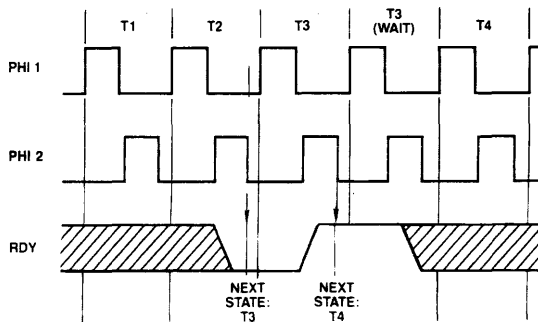 T1 T2 T3 T3 (WAIT) T4
PHI 1
PHI 2
RDY
NEXT STATE: T3
NEXT STATE: T4